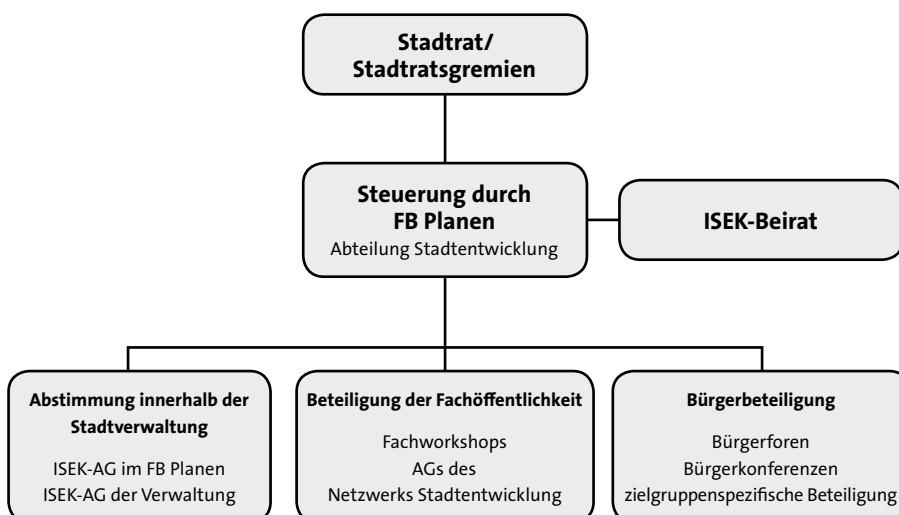 Stadtrat/
Stadtratsgremien
Steuerung durch
FB Planen
Abteilung Stadtentwicklung
ISEK-Beirat
Abstimmung innerhalb der
Stadtverwaltung
ISEK-AG im FB Planen
ISEK-AG der Verwaltung
Beteiligung der Fachöffentlichkeit
Fachworkshops
AGs des
Netzwerks Stadtentwicklung
Bürgerbeteiligung
Bürgerforen
Bürgerkonferenzen
zielgruppenspezifische Beteiligung